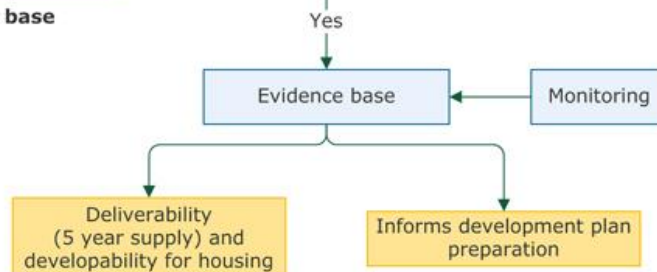 base
Yes
Evidence base
Monitoring
Deliverability
(5 year supply) and
developability for housing
Informs development plan
preparation